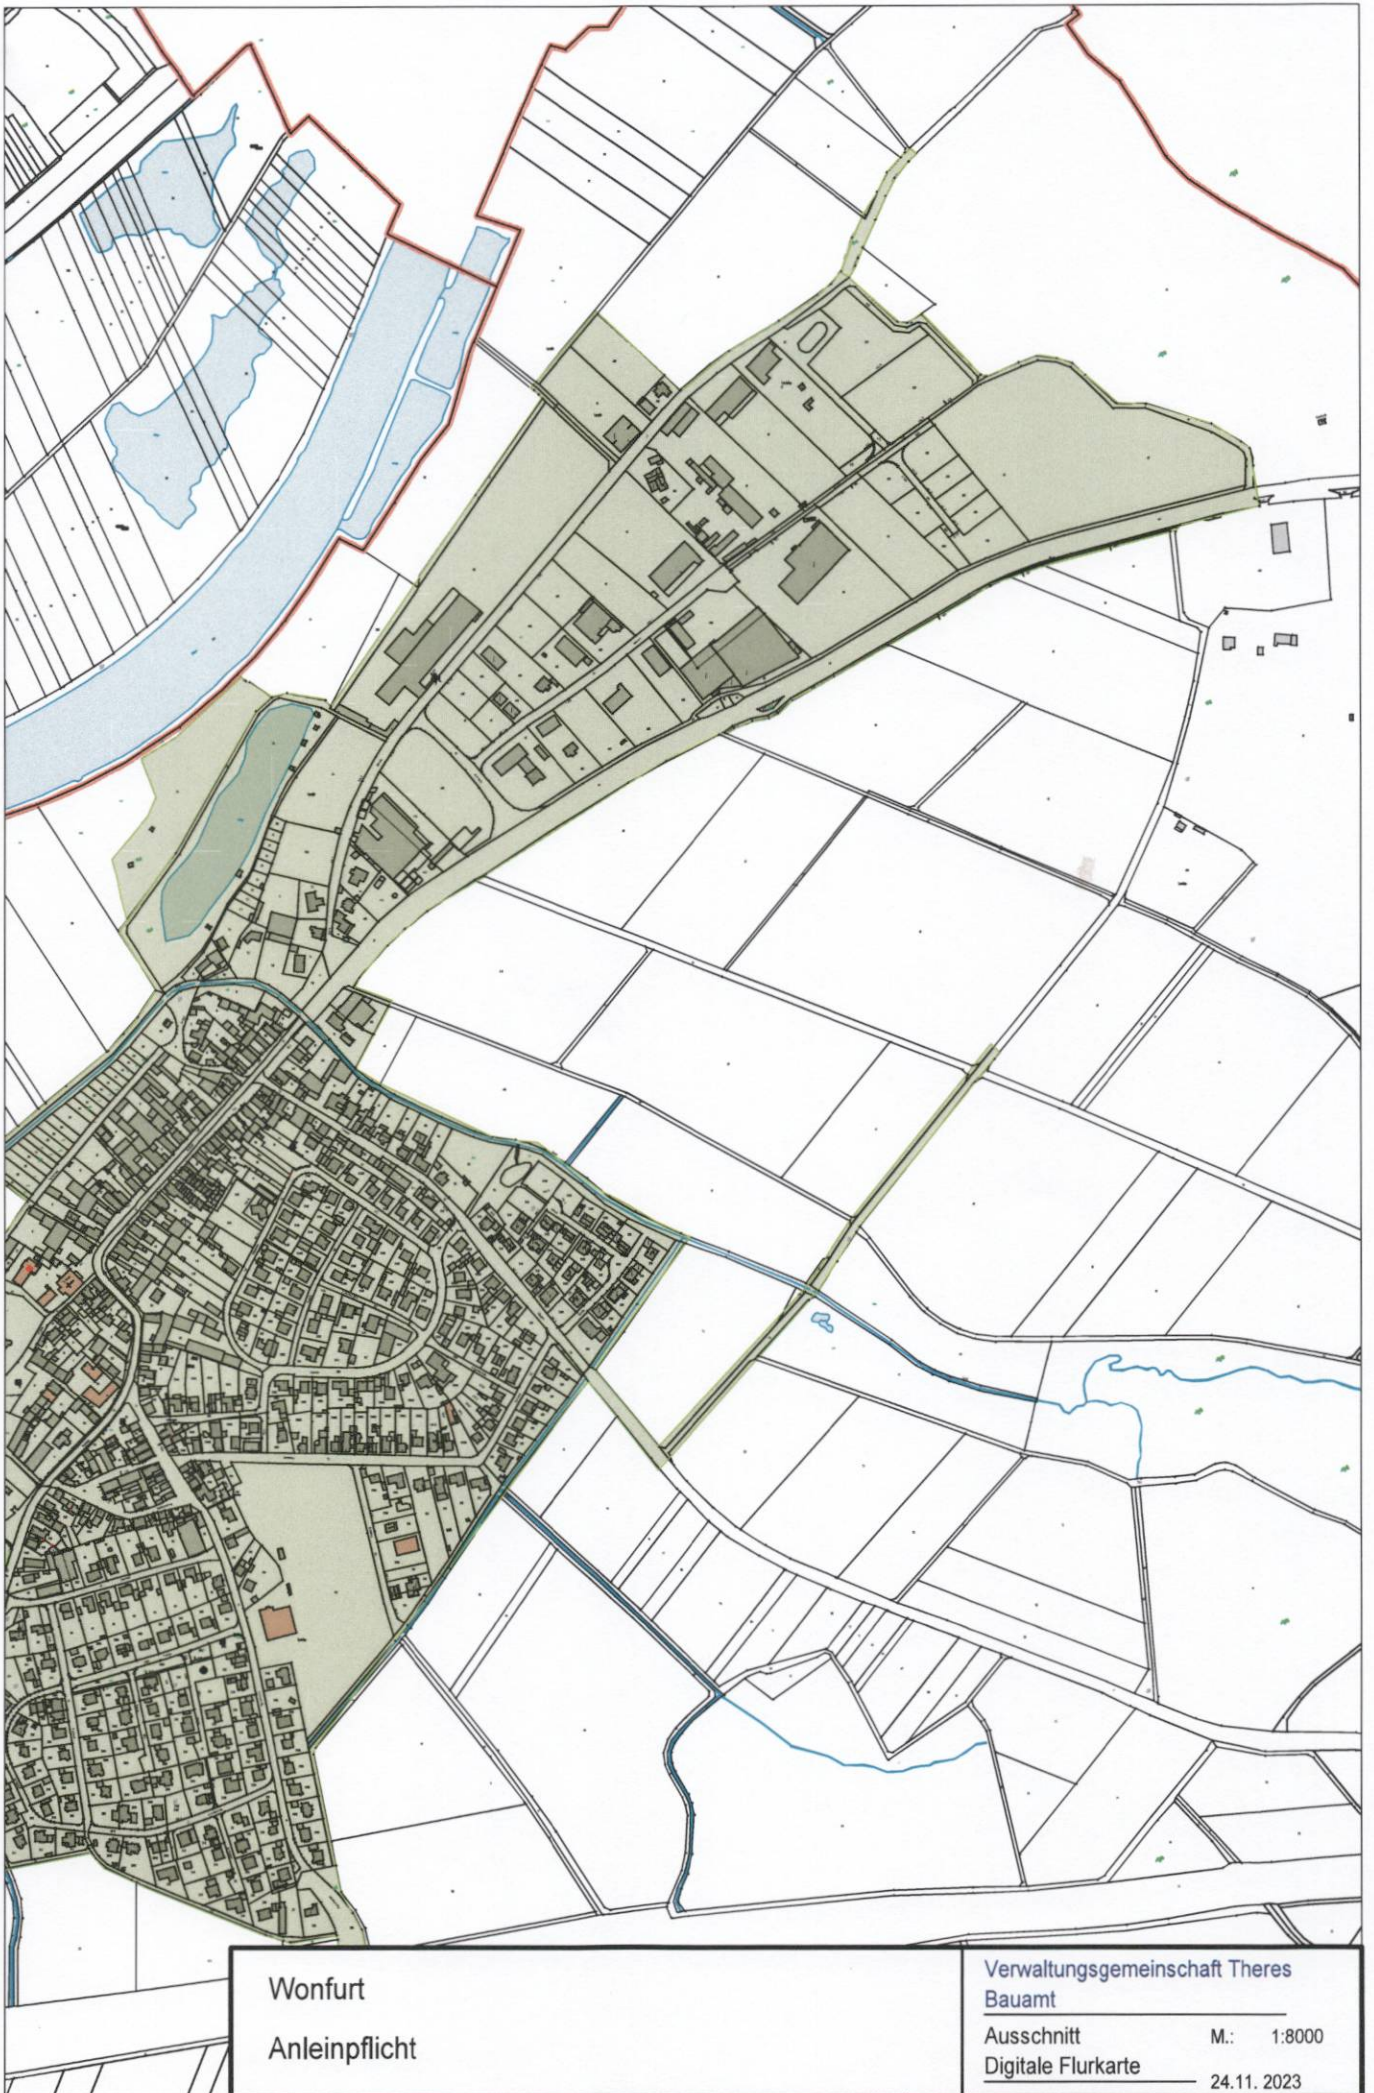 Wonfurt
Anleinpflicht
Verwaltungsgemeinschaft Theres
Bauamt
Ausschnitt M.: 1:8000
Digitale Flurkarte
24.11. 2023